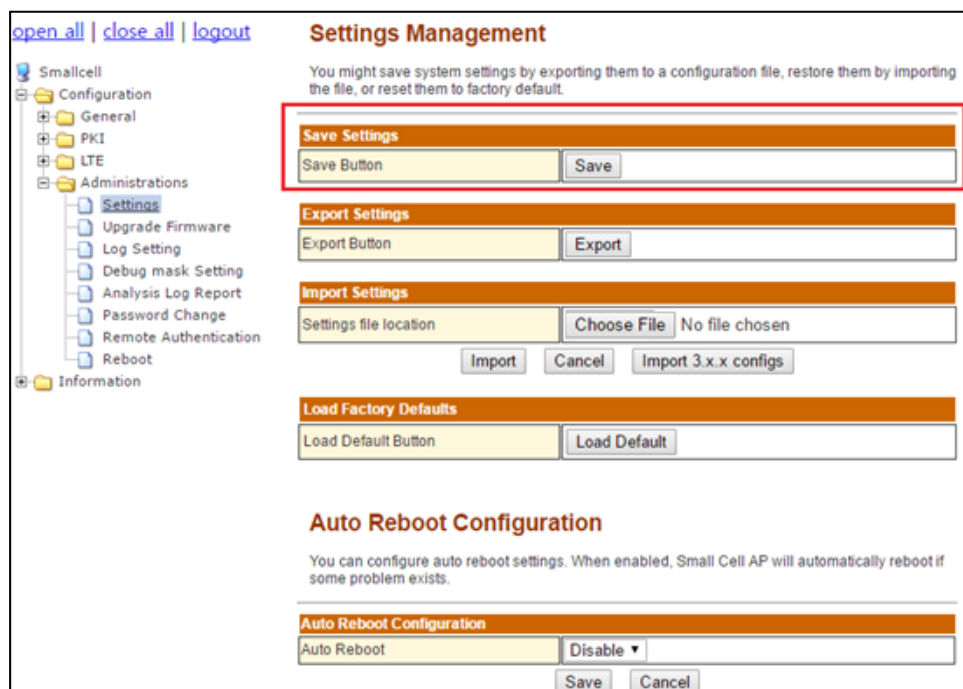 open all | close all | logout
Smallcell
Configuration
General
PKI
LTE
Administrations
Settings
Upgrade Firmware
Log Setting
Debug mask Setting
Analysis Log Report
Password Change
Remote Authentication
Reboot
Information
Settings Management
You might save system settings by exporting them to a configuration file, restore them by importing
the file, or reset them to factory default.
Save Settings
Save Button Save
Export Settings
Export Button Export
Import Settings
Settings file location Choose File No file chosen
Import Cancel Import 3.x.x configs
Load Factory Defaults
Load Default Button Load Default
Auto Reboot Configuration
You can configure auto reboot settings. When enabled, Small Cell AP will automatically reboot if
some problem exists.
Auto Reboot Configuration
Auto Reboot Disable
Save Cancel